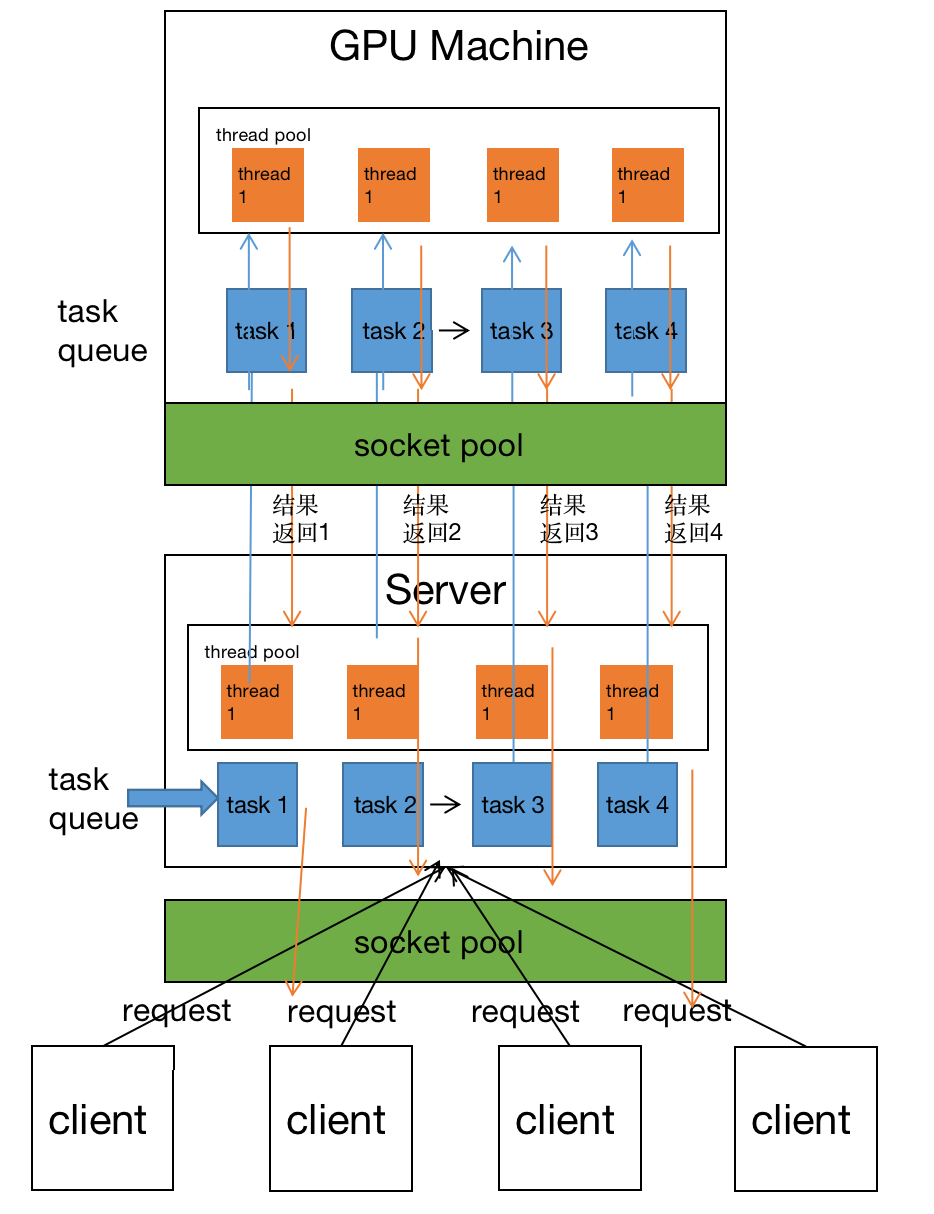 GPU Machine
thread pool
thread
1
thread
1
thread
1
thread
1
task
queue
task 1
task 2
task 3
task 4
socket pool
结果
返回1
结果
返回2
结果
返回3
结果
返回4
Server
thread pool
thread
1
thread
1
thread
1
thread
1
task
queue
task 1
task 2
task 3
task 4
socket pool
request
request
request
request
client
client
client
client